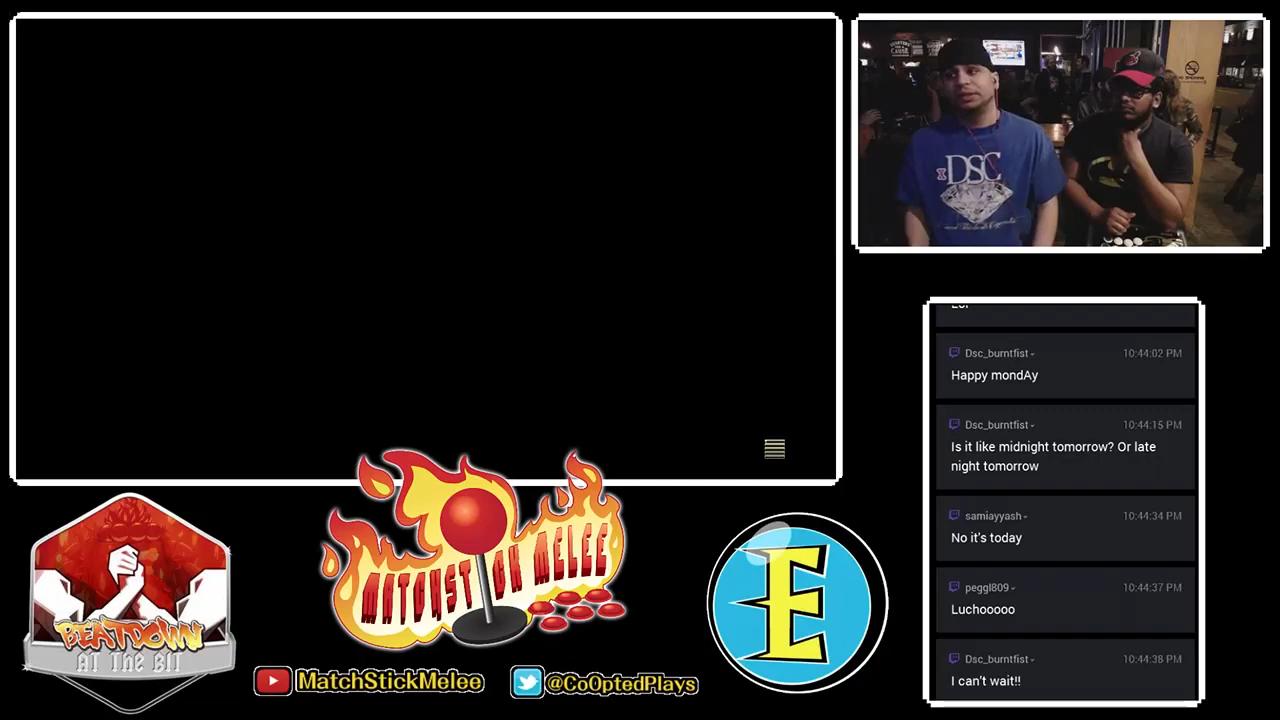 DSC
NO SMOKING
Dsc_burntfist
10:44:02 PM
Happy mondAy
Dsc_burntfist
10:44:15 PM
Is it like midnight tomorrow? Or late
night tomorrow
samiayyash
10:44:34 PM
No it's today
peggl809
10:44:37 PM
Luchooooo
Dsc_burntfist
10:44:38 PM
I can't wait!!
BEATDOWN
AT THE BIT
MATCHSTICK MELEE
MatchStickMelee
@CoOptedPlays
E